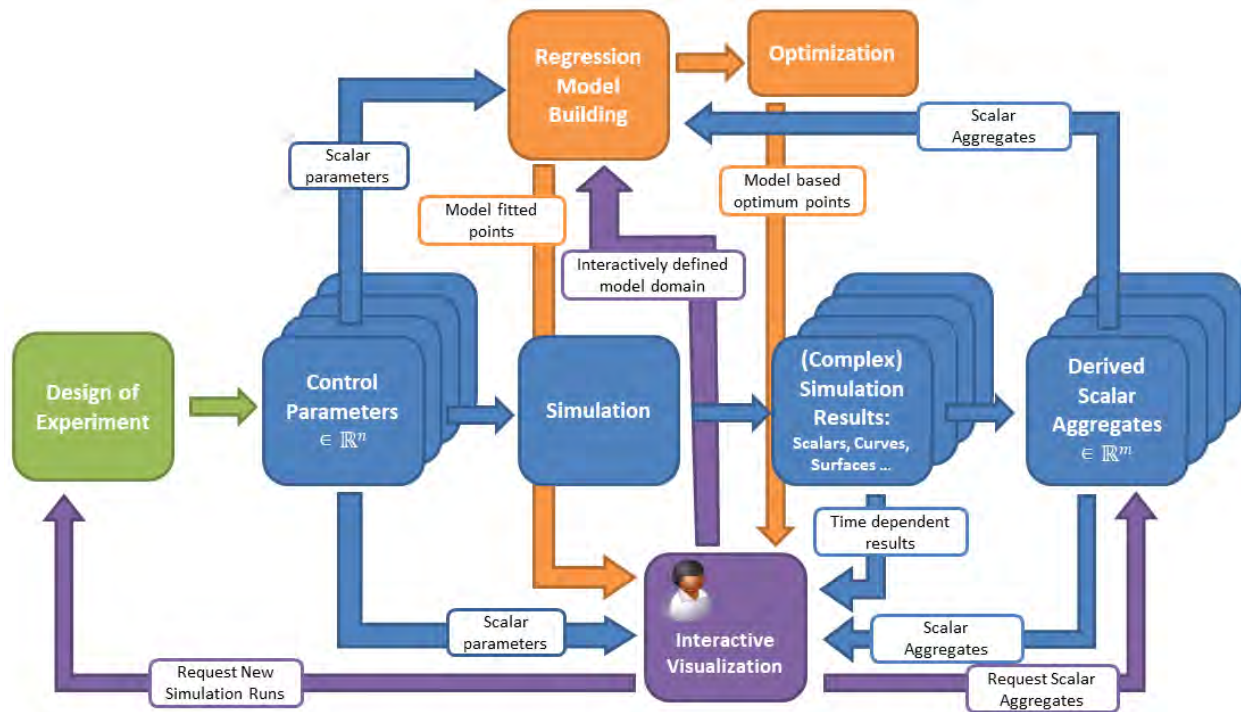 Regression
Model
Building
Optimization
Scalar
Aggregates
Scalar
parameters
Model fitted
points
Model based
optimum points
Interactively defined
model domain
Design of
Experiment
Control
Parameters
∈ ℝⁿ
Simulation
(Complex)
Simulation
Results:
Scalars, Curves,
Surfaces ...
Derived
Scalar
Aggregates
∈ ℝᵐ
Time dependent
results
Scalar
parameters
Interactive
Visualization
Scalar
Aggregates
Request New
Simulation Runs
Request Scalar
Aggregates